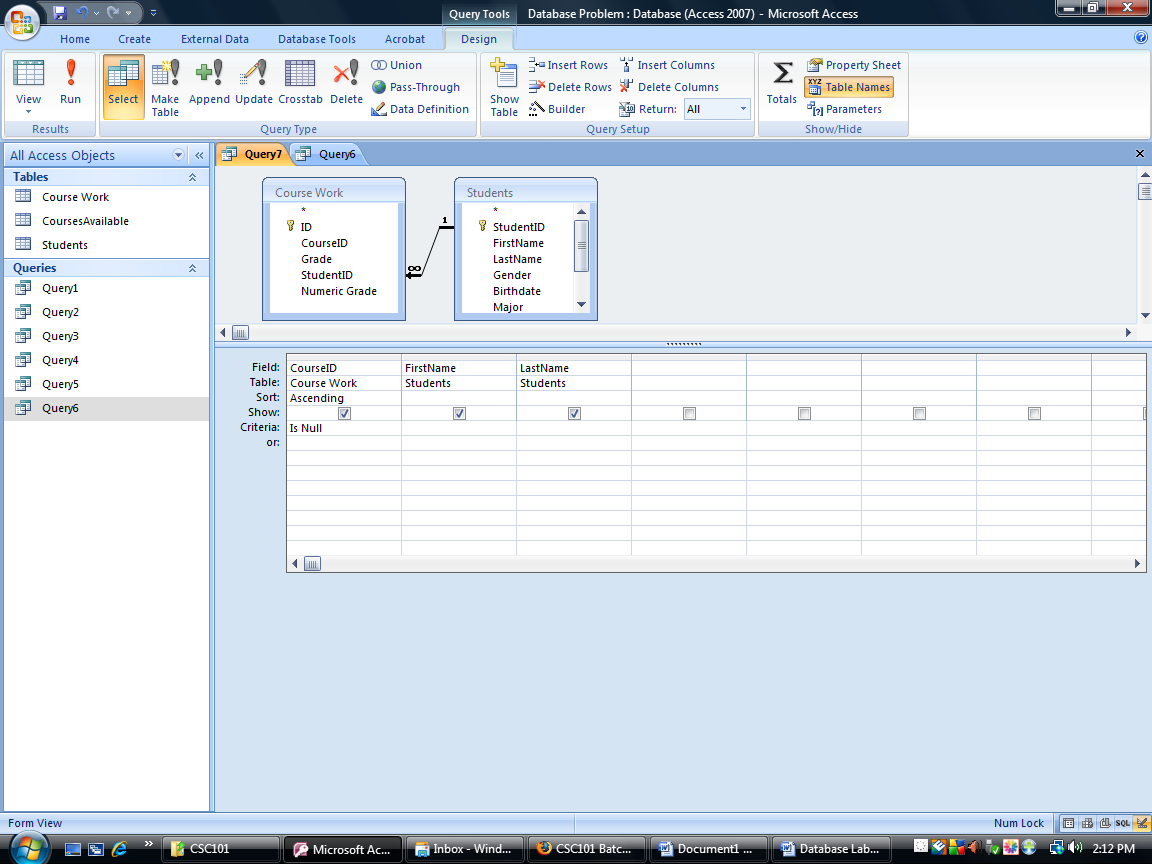 Query Tools Database Problem : Database (Access 2007) - Microsoft Access
Home Create External Data Database Tools Acrobat Design
View Run Select Make Table Append Update Crosstab Delete
Union
Pass-Through
Data Definition
Show Table
Insert Rows
Delete Rows
Builder
Insert Columns
Delete Columns
Return: All
Totals
Property Sheet
XYZ Table Names
Parameters
Results Query Type Query Setup Show/Hide
All Access Objects
Query7 Query6
Tables
Course Work
CoursesAvailable
Students
Queries
Query1
Query2
Query3
Query4
Query5
Query6
Course Work
*
ID
CourseID
Grade
StudentID
Numeric Grade
1
∞
Students
*
StudentID
FirstName
LastName
Gender
Birthdate
Major
Field: CourseID FirstName LastName
Table: Course Work Students Students
Sort: Ascending
Show:
Criteria: Is Null
or:
Form View Num Lock SQL
CSC101 Microsoft Ac... Inbox - Wind... CSC101 Batc... Document1 ... Database Lab... 2:12 PM